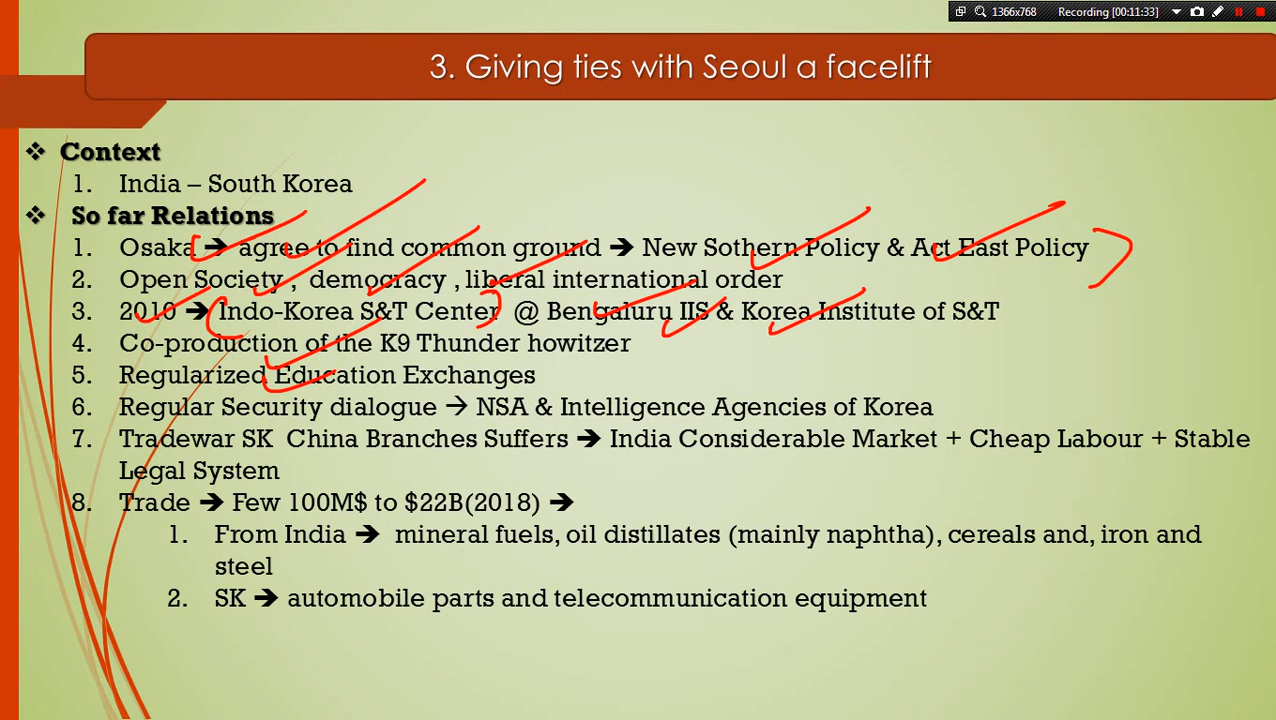 1366x768 Recording [00:11:33]
3. Giving ties with Seoul a facelift
❖ Context
1. India – South Korea
❖ So far Relations
1. Osaka ➔ agree to find common ground ➔ New Sothern Policy & Act East Policy
2. Open Society , democracy , liberal international order
3. 2010 ➔ Indo-Korea S&T Center @ Bengaluru IIS & Korea Institute of S&T
4. Co-production of the K9 Thunder howitzer
5. Regularized Education Exchanges
6. Regular Security dialogue → NSA & Intelligence Agencies of Korea
7. Tradewar SK China Branches Suffers ➔ India Considerable Market + Cheap Labour + Stable
Legal System
8. Trade ➔ Few 100M$ to $22B(2018) ➔
1. From India ➔ mineral fuels, oil distillates (mainly naphtha), cereals and, iron and
steel
2. SK ➔ automobile parts and telecommunication equipment